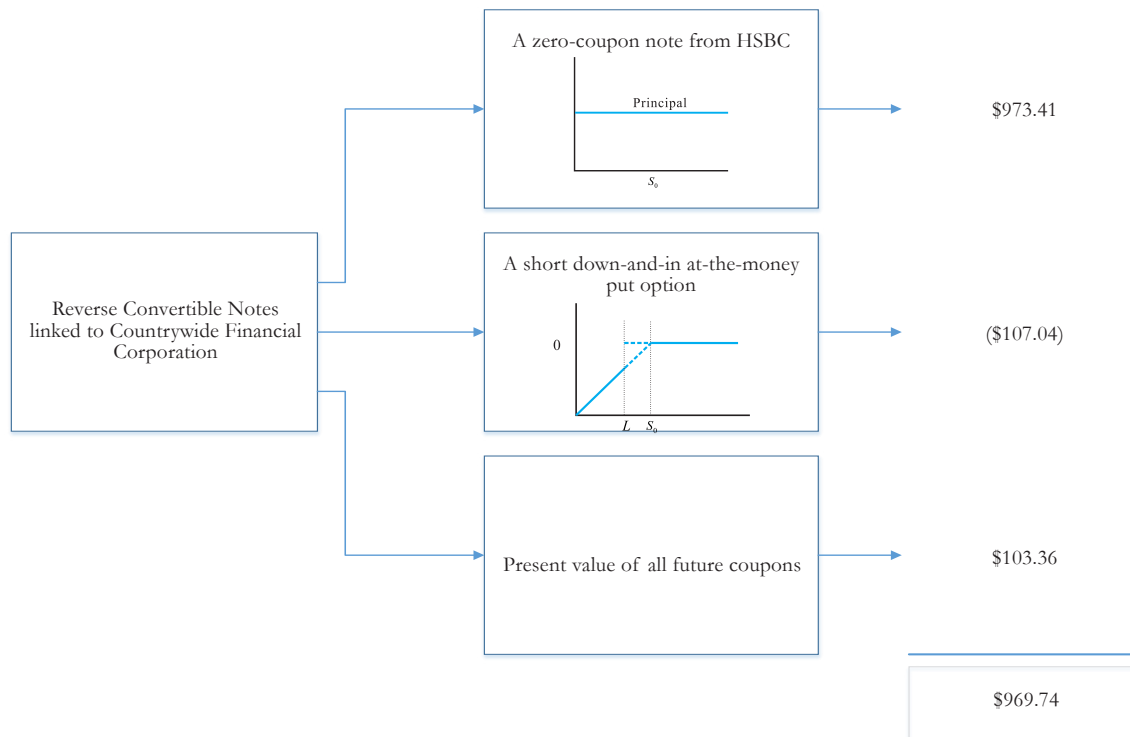 A zero-coupon note from HSBC
Principal
S₀
$973.41
Reverse Convertible Notes
linked to Countrywide Financial
Corporation
A short down-and-in at-the-money
put option
0
L S₀
($107.04)
Present value of all future coupons
$103.36
$969.74